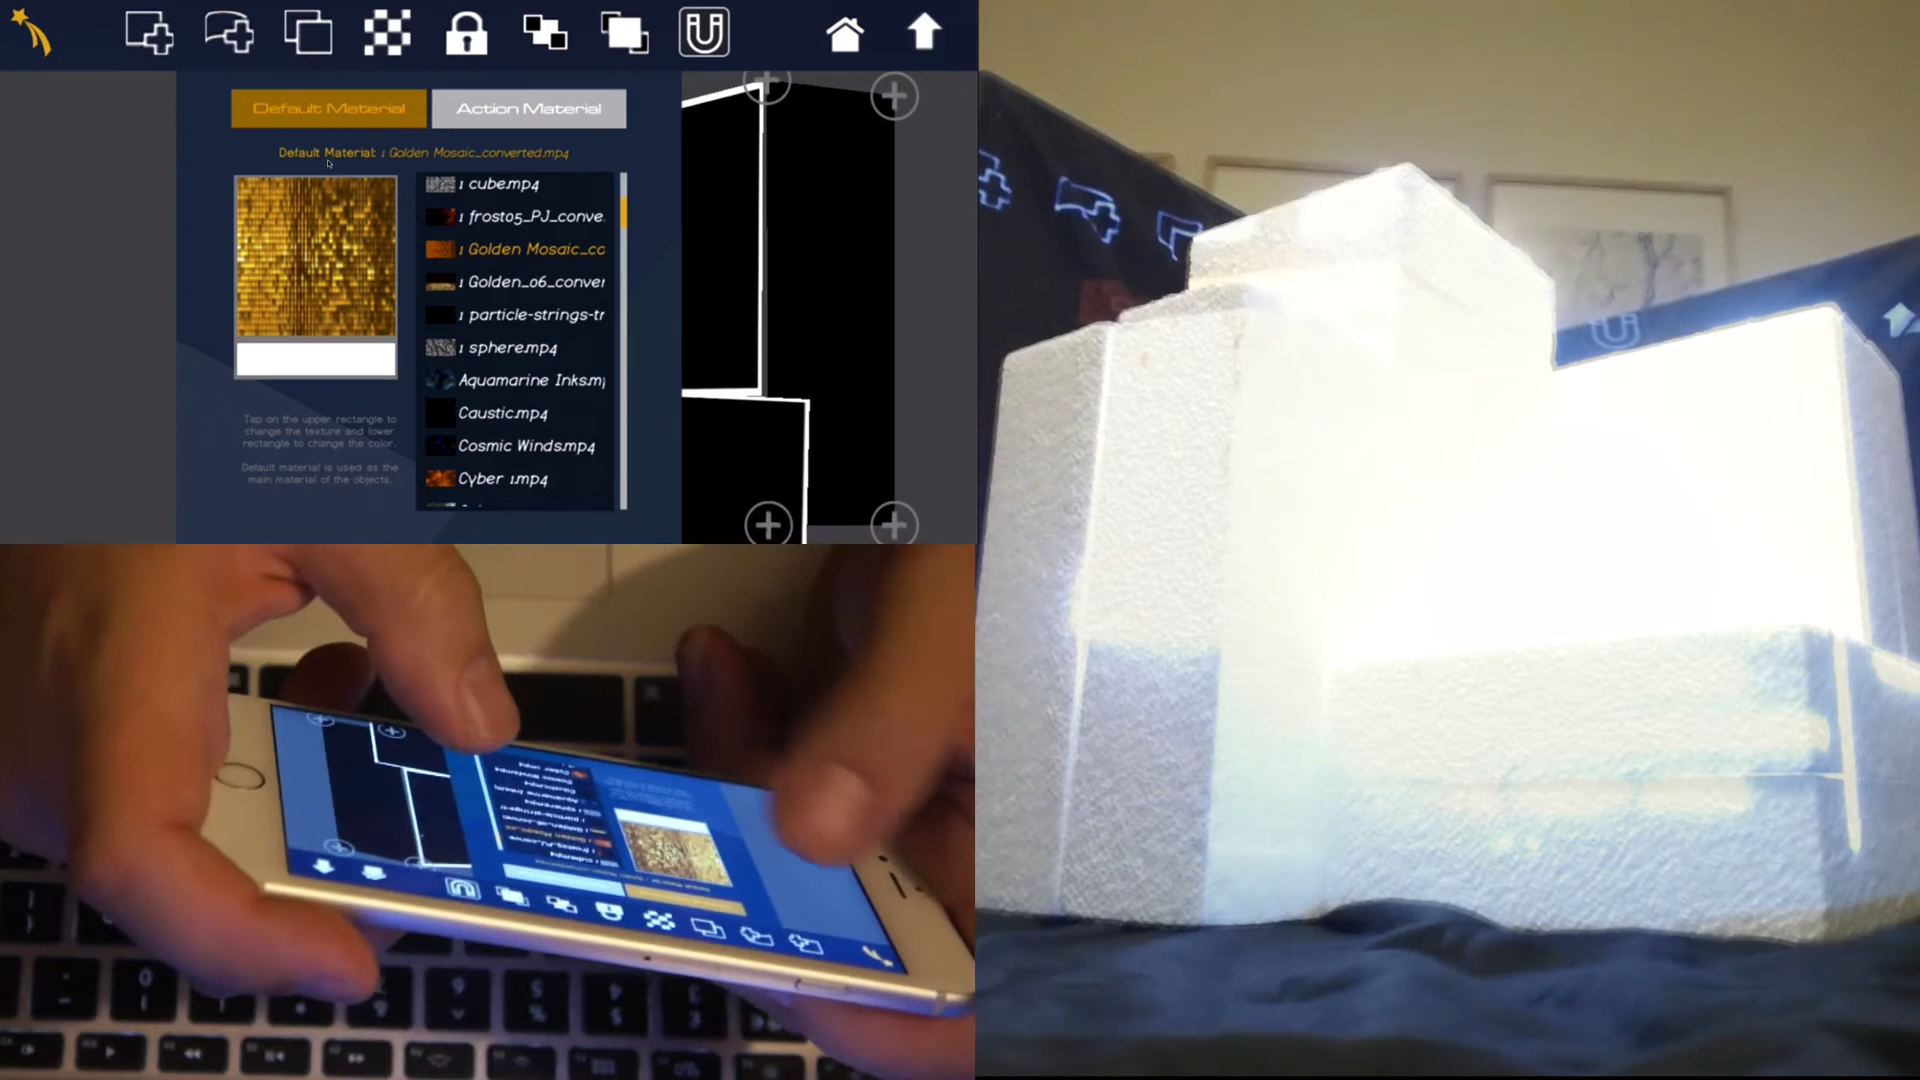 Default Material
Action Material
Default Material: 1 Golden Mosaic_converted.mp4
1 cube.mp4
1 frost05_PJ_conve
1 Golden Mosaic_co
1 Golden_06_conver
1 particle-strings-tr
1 sphere.mp4
Aquamarine Inks.mp
Caustic.mp4
Cosmic Winds.mp4
Cyber 1.mp4
Tap on the upper rectangle to
change the texture and lower
rectangle to change the color.
Default material is used as the
main material of the objects.